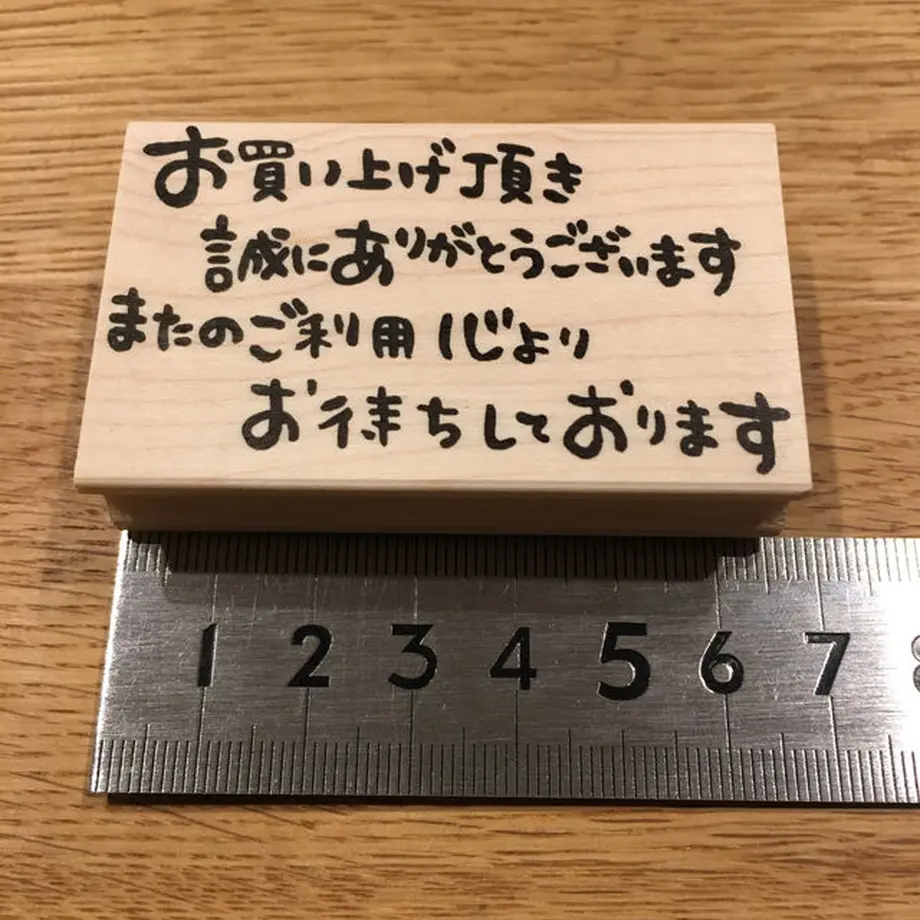 お買い上げ頂き
誠にありがとうございます
またのご利用心より
お待ちしております
1 2 3 4 5 6 7